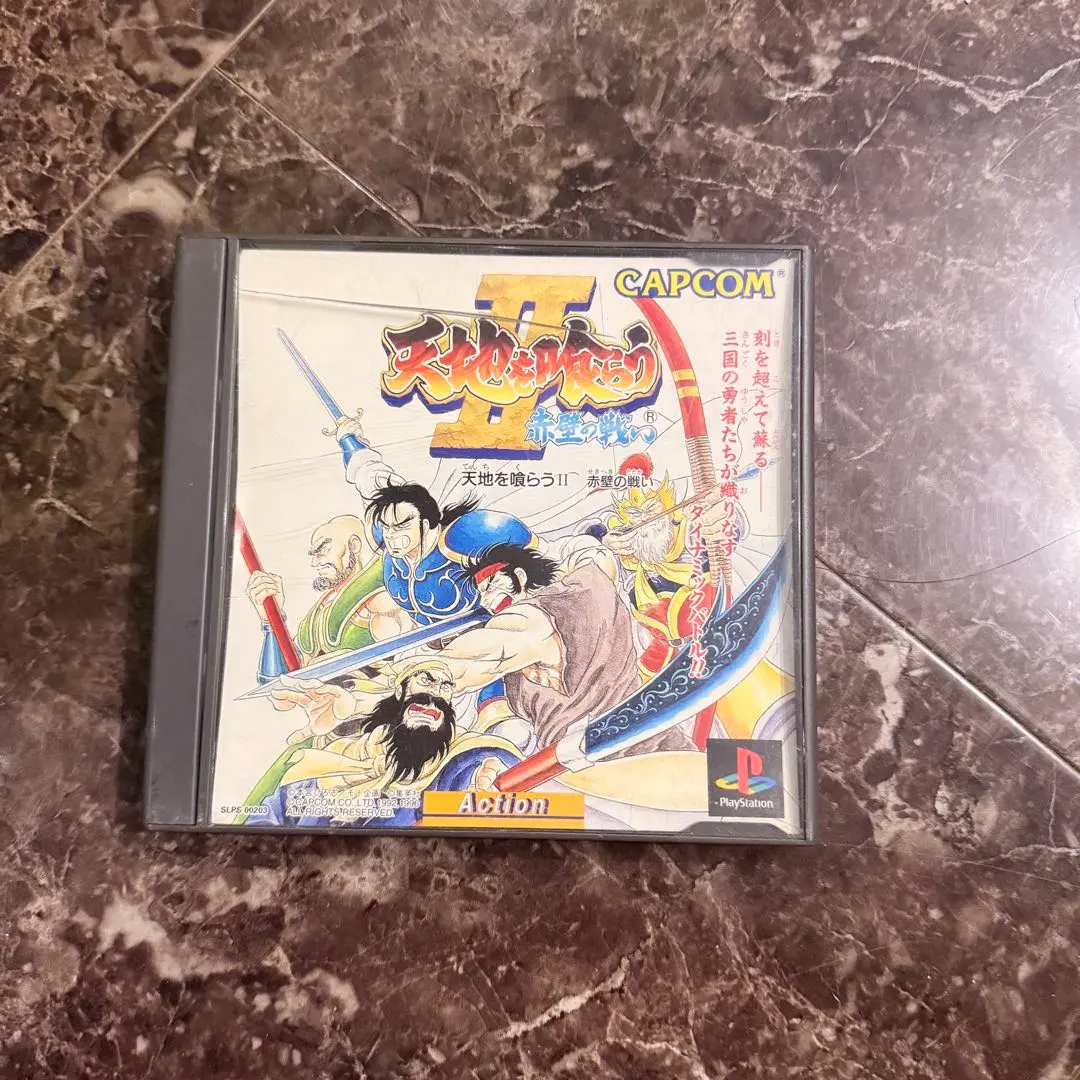 CAPCOM®
II
天地を喰らう
赤壁の戦い®
てんち く せきへき たたか
天地を喰らうII 赤壁の戦い
とき こ よみがえ
刻を超えて蘇る――
さんごく ゆうしゃ お
三国の勇者たちが織りなす
ダイナミックバトル!!
SLPS 00203
©CAPCOM CO., LTD. 1992, 1996
ALL RIGHTS RESERVED.
Action
PlayStation